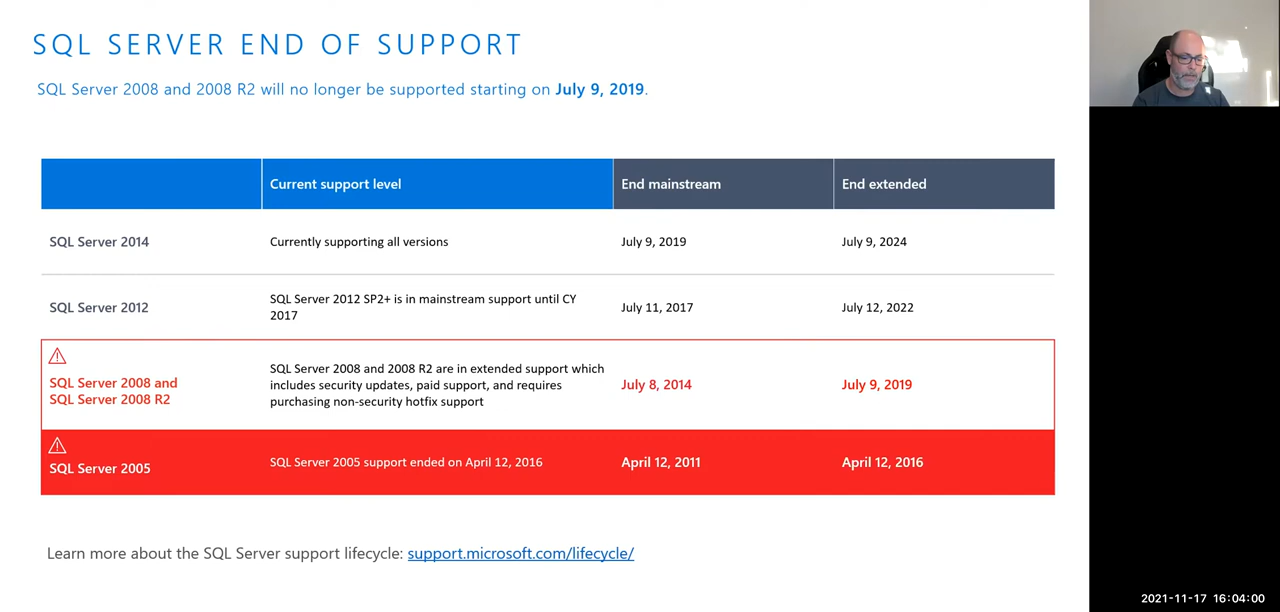 SQL SERVER END OF SUPPORT
SQL Server 2008 and 2008 R2 will no longer be supported starting on July 9, 2019.
Current support level
End mainstream
End extended
SQL Server 2014
Currently supporting all versions
July 9, 2019
July 9, 2024
SQL Server 2012
SQL Server 2012 SP2+ is in mainstream support until CY
2017
July 11, 2017
July 12, 2022
SQL Server 2008 and
SQL Server 2008 R2
SQL Server 2008 and 2008 R2 are in extended support which
includes security updates, paid support, and requires
purchasing non-security hotfix support
July 8, 2014
July 9, 2019
SQL Server 2005
SQL Server 2005 support ended on April 12, 2016
April 12, 2011
April 12, 2016
Learn more about the SQL Server support lifecycle: support.microsoft.com/lifecycle/
2021-11-17 16:04:00